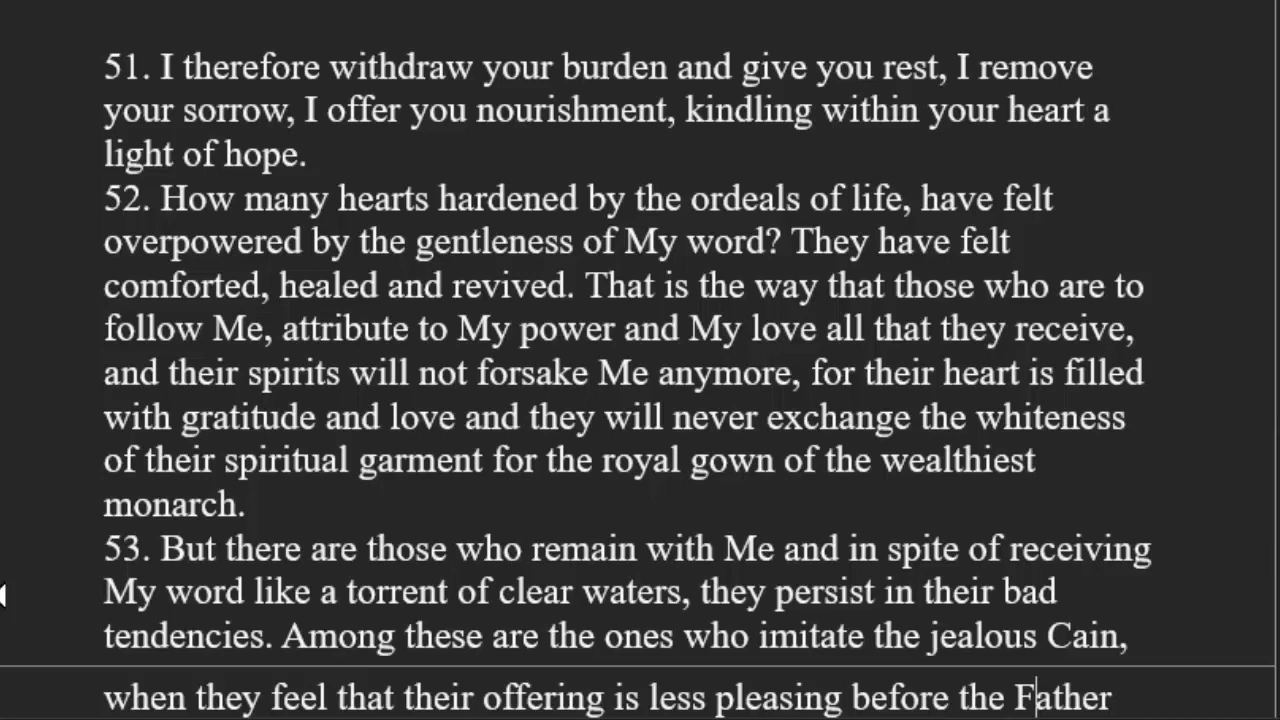 51. I therefore withdraw your burden and give you rest, I remove
your sorrow, I offer you nourishment, kindling within your heart a
light of hope.
52. How many hearts hardened by the ordeals of life, have felt
overpowered by the gentleness of My word? They have felt
comforted, healed and revived. That is the way that those who are to
follow Me, attribute to My power and My love all that they receive,
and their spirits will not forsake Me anymore, for their heart is filled
with gratitude and love and they will never exchange the whiteness
of their spiritual garment for the royal gown of the wealthiest
monarch.
53. But there are those who remain with Me and in spite of receiving
My word like a torrent of clear waters, they persist in their bad
tendencies. Among these are the ones who imitate the jealous Cain,
when they feel that their offering is less pleasing before the Father